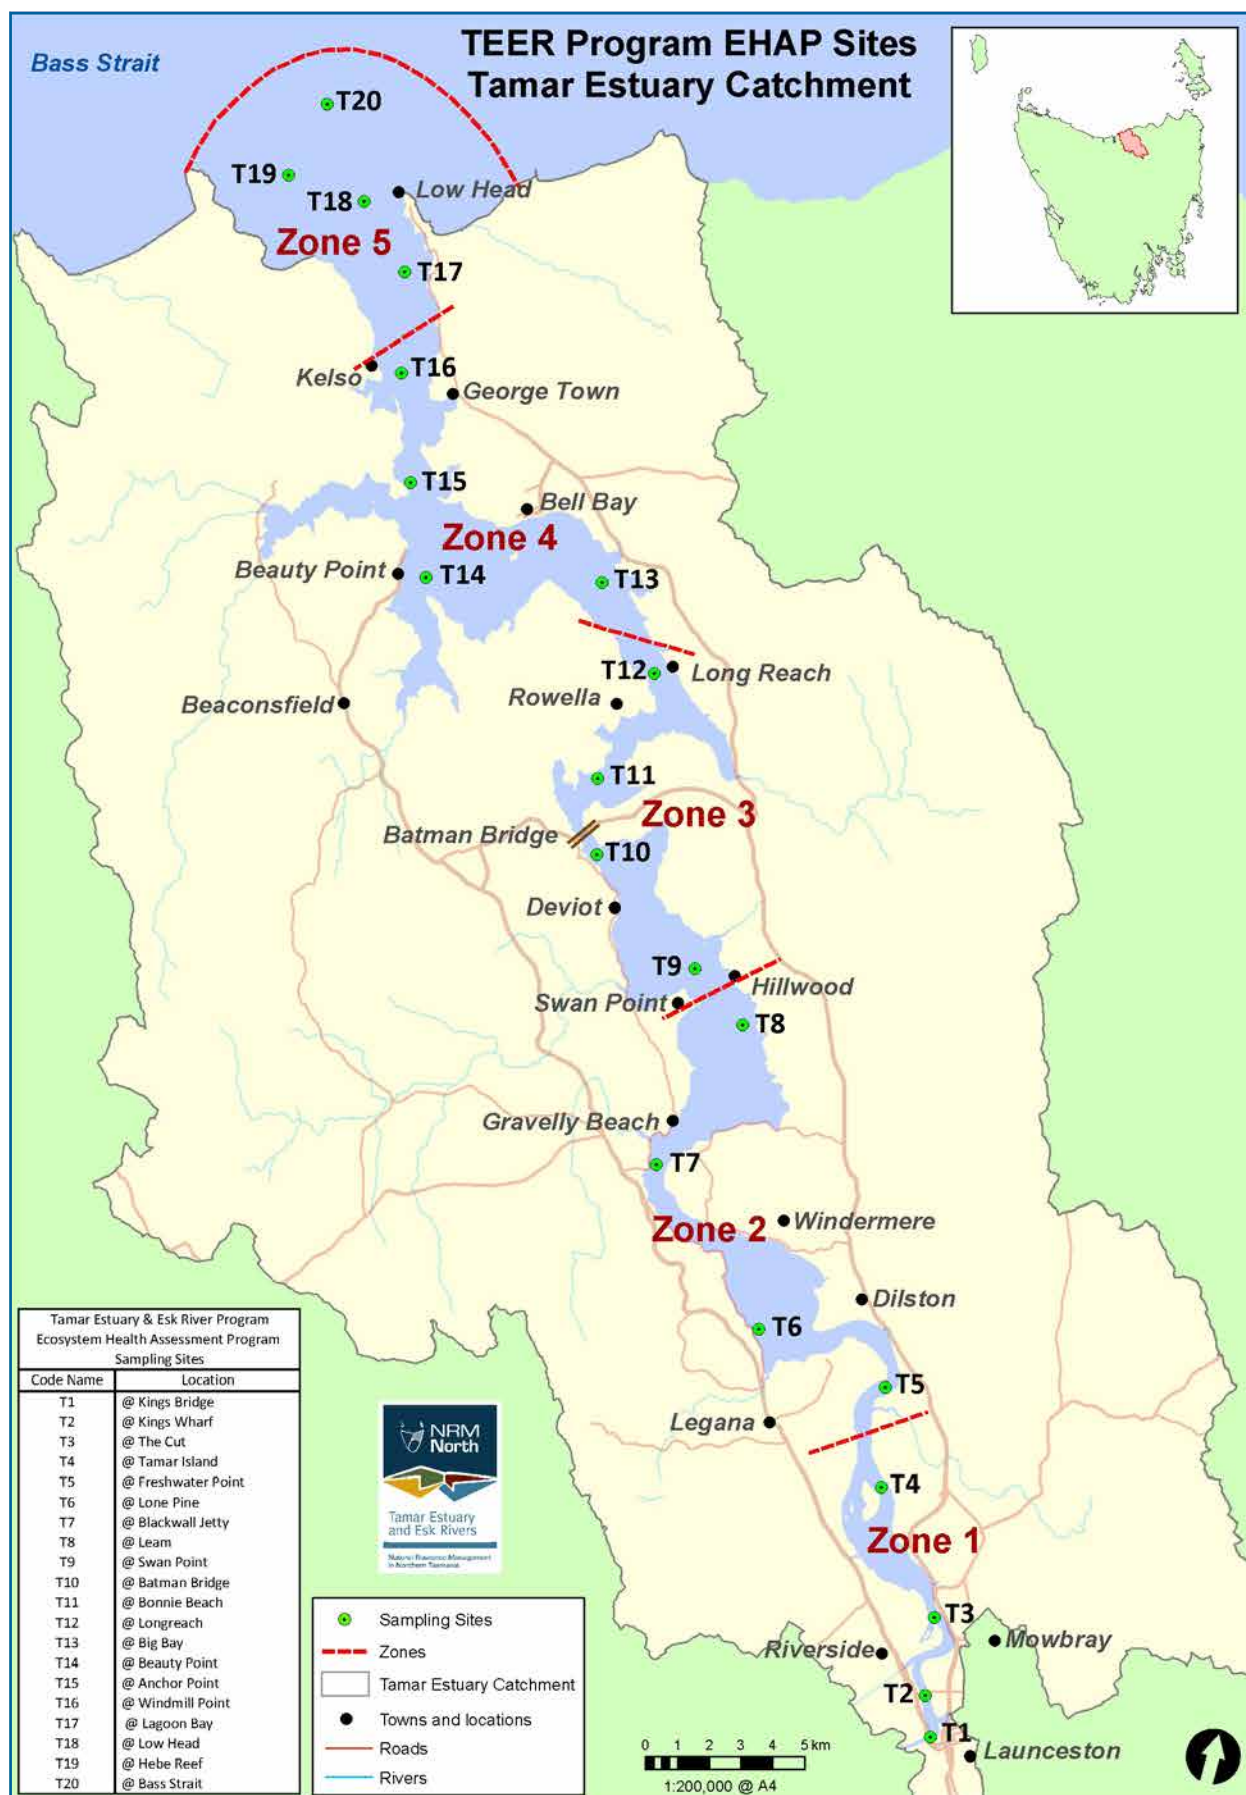 TEER Program EHAP Sites
Tamar Estuary Catchment
Bass Strait
T20
T19
Low Head
T18
Zone 5
T17
T16
Kelso
George Town
T15
Bell Bay
Zone 4
Beauty Point
T14
T13
T12
Long Reach
Rowella
Beaconsfield
T11
Zone 3
Batman Bridge
T10
Deviot
T9
Hillwood
Swan Point
T8
Gravelly Beach
T7
Windermere
Zone 2
Dilston
T6
T5
Legana
T4
Zone 1
T3
Mowbray
Riverside
T2
T1
Launceston
Tamar Estuary & Esk River Program
Ecosystem Health Assessment Program
Sampling Sites
Code Name Location
T1 @ Kings Bridge
T2 @ Kings Wharf
T3 @ The Cut
T4 @ Tamar Island
T5 @ Freshwater Point
T6 @ Lone Pine
T7 @ Blackwall Jetty
T8 @ Leam
T9 @ Swan Point
T10 @ Batman Bridge
T11 @ Bonnie Beach
T12 @ Longreach
T13 @ Big Bay
T14 @ Beauty Point
T15 @ Anchor Point
T16 @ Windmill Point
T17 @ Lagoon Bay
T18 @ Low Head
T19 @ Hebe Reef
T20 @ Bass Strait
NRM
North
Tamar Estuary
and Esk Rivers
Natural Resource Management
in Northern Tasmania
Sampling Sites
Zones
Tamar Estuary Catchment
Towns and locations
Roads
Rivers
0 1 2 3 4 5 km
1:200,000 @ A4